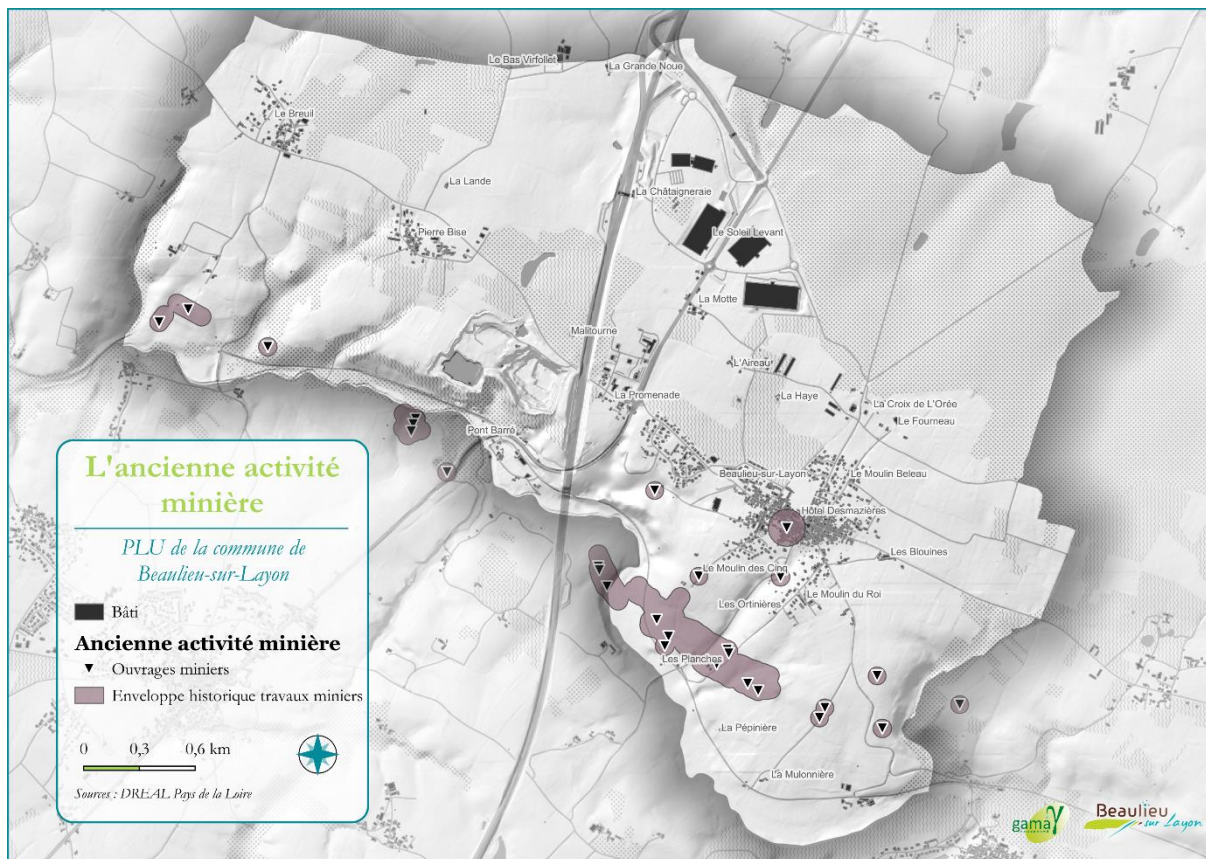 Le Bas Virfollet
La Grande Noue
Le Breuil
La Lande
La Châtaigneraie
Pierre Bise
Le Soleil Levant
La Motte
Malitourne
L'Aireau
La Promenade
La Haye
La Croix de L'Orée
Le Fourneau
Pont Barré
Beaulieu-sur-Layon
Le Moulin Beleau
Hôtel Desmazières
Les Blouines
Le Moulin des Cinq
Le Moulin du Roi
Les Ortinières
Les Planches
La Pépinière
La Mulonnière
L'ancienne activité
minière
PLU de la commune de
Beaulieu-sur-Layon
Bâti
Ancienne activité minière
Ouvrages miniers
Enveloppe historique travaux miniers
0 0,3 0,6 km
Sources : DREAL Pays de la Loire
gama
Beaulieu
sur Layon